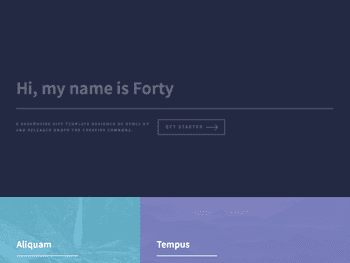 Hi, my name is Forty
A RESPONSIVE SITE TEMPLATE DESIGNED BY HTML5 UP
AND RELEASED UNDER THE CREATIVE COMMONS.
GET STARTED
Aliquam
Tempus